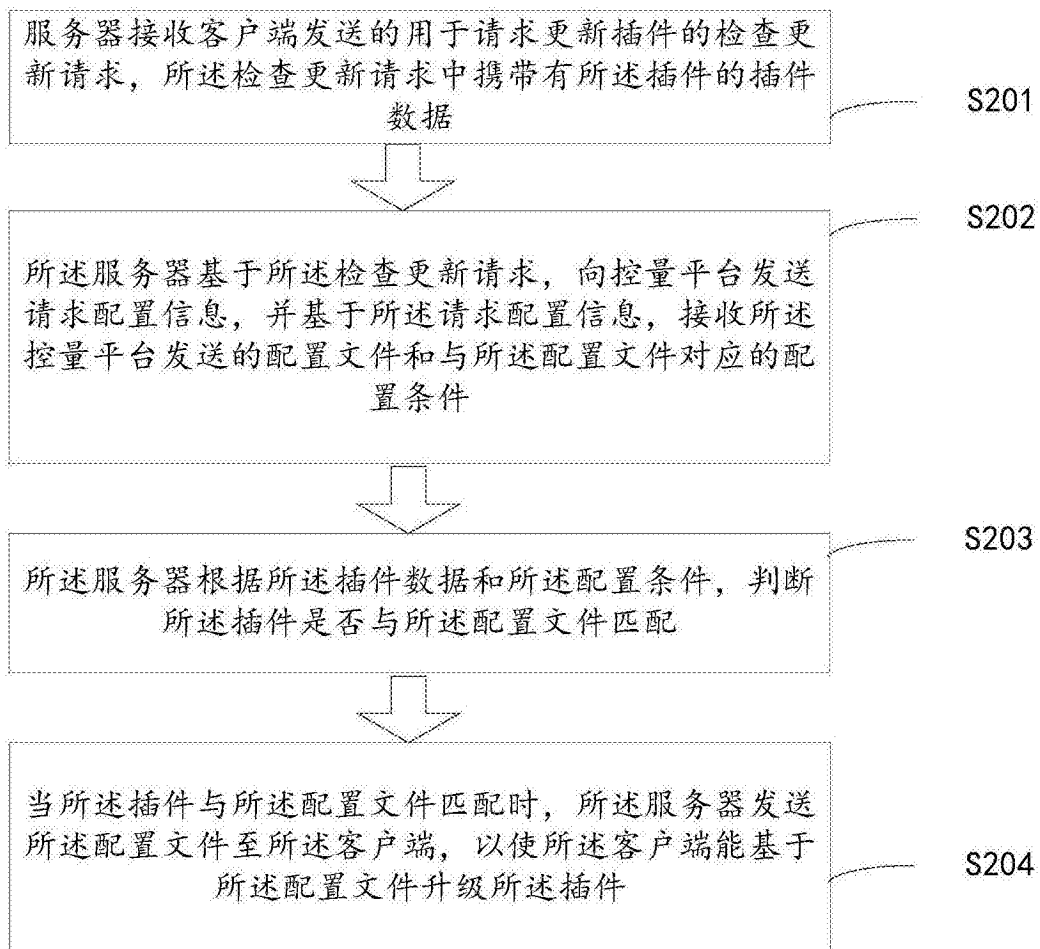 服务器接收客户端发送的用于请求更新插件的检查更
新请求，所述检查更新请求中携带有所述插件的插件
数据
S201
S202
所述服务器基于所述检查更新请求，向控量平台发送
请求配置信息，并基于所述请求配置信息，接收所述
控量平台发送的配置文件和与所述配置文件对应的配
置条件
S203
所述服务器根据所述插件数据和所述配置条件，判断
所述插件是否与所述配置文件匹配
当所述插件与所述配置文件匹配时，所述服务器发送
所述配置文件至所述客户端，以使所述客户端能基于
所述配置文件升级所述插件
S204